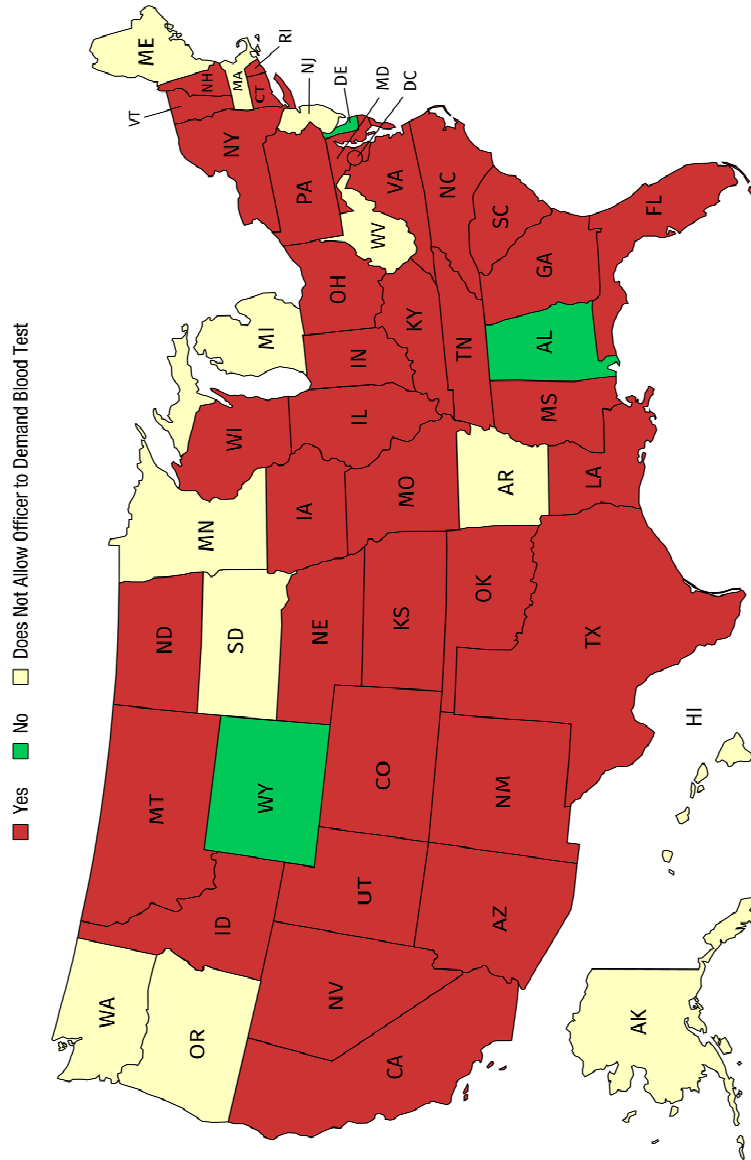 Yes No Does Not Allow Officer to Demand Blood Test
WA
OR
CA
NV
ID
MT
WY
UT
AZ
CO
NM
ND
SD
NE
KS
OK
TX
MN
IA
MO
AR
LA
WI
IL
MI
IN
OH
KY
TN
MS
AL
GA
FL
SC
NC
VA
WV
PA
NY
VT
NH
ME
MA
RI
CT
NJ
DE
MD
DC
AK
HI